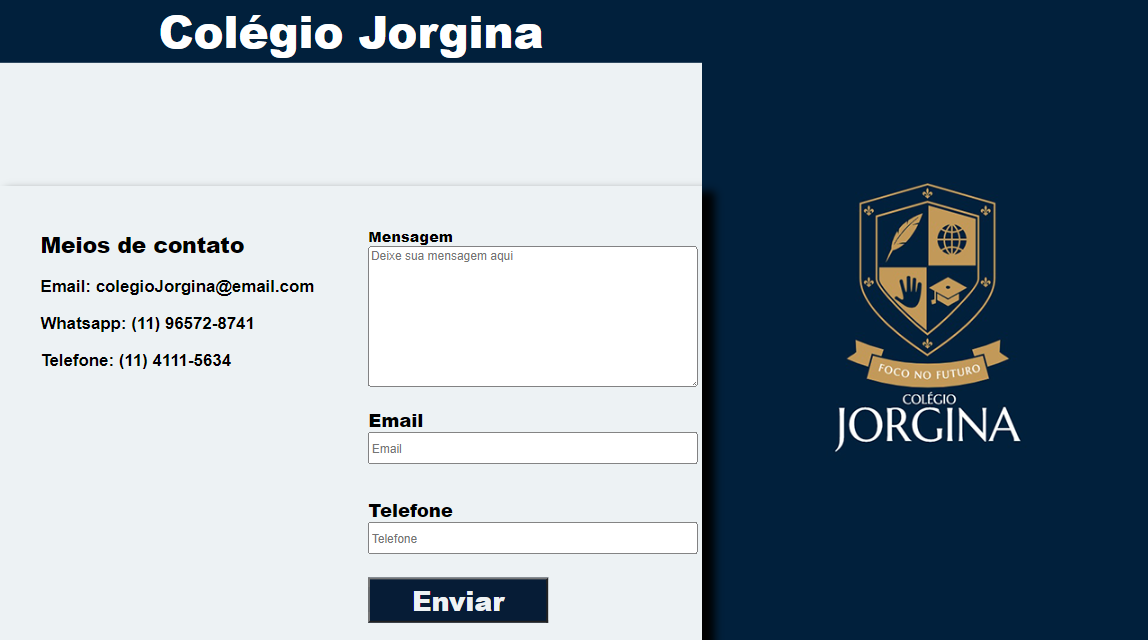 Colégio Jorgina
Meios de contato
Email: colegioJorgina@email.com
Whatsapp: (11) 96572-8741
Telefone: (11) 4111-5634
Mensagem
Deixe sua mensagem aqui
Email
Email
Telefone
Telefone
Enviar
FOCO NO FUTURO
COLÉGIO
JORGINA